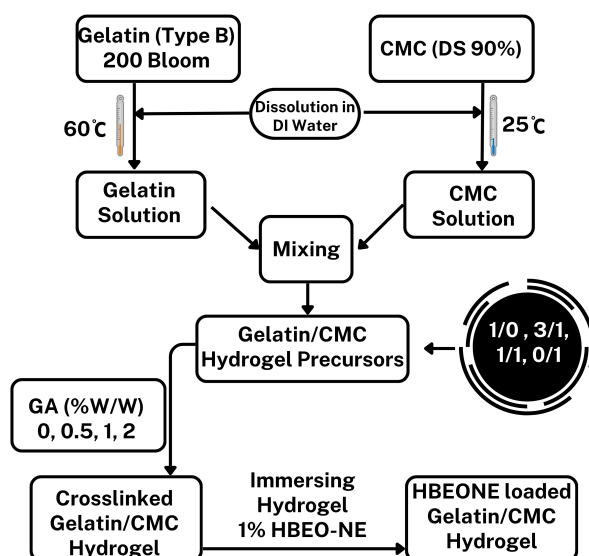 Gelatin (Type B)
200 Bloom
CMC (DS 90%)
Dissolution in
DI Water
60℃
25℃
Gelatin
Solution
CMC
Solution
Mixing
Gelatin/CMC
Hydrogel Precursors
1/0 , 3/1,
1/1, 0/1
GA (%W/W)
0, 0.5, 1, 2
Crosslinked
Gelatin/CMC
Hydrogel
Immersing
Hydrogel
1% HBEO-NE
HBEONE loaded
Gelatin/CMC
Hydrogel